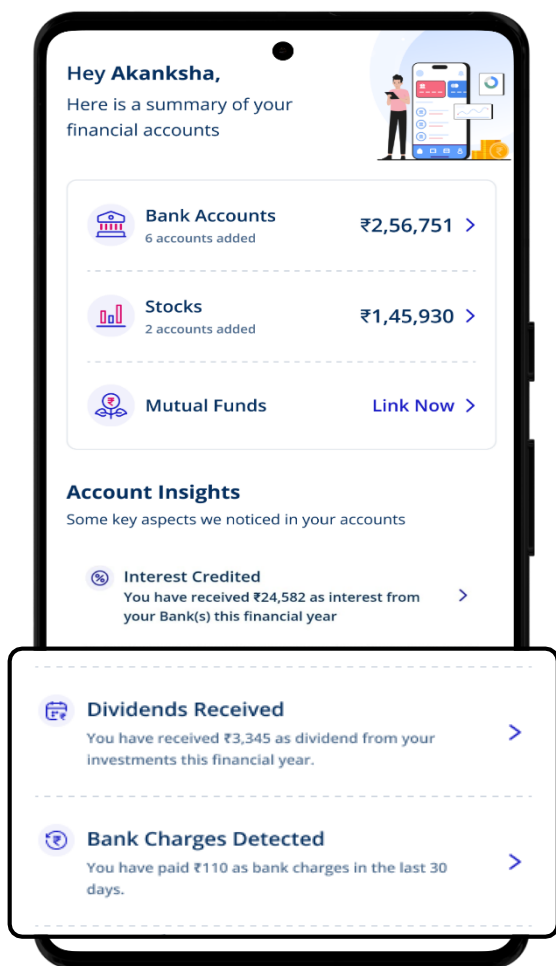 Hey Akanksha,
Here is a summary of your
financial accounts
Bank Accounts
6 accounts added
₹2,56,751
Stocks
2 accounts added
₹1,45,930
Mutual Funds
Link Now
Account Insights
Some key aspects we noticed in your accounts
Interest Credited
You have received ₹24,582 as interest from
your Bank(s) this financial year
Dividends Received
You have received ₹3,345 as dividend from your
investments this financial year.
Bank Charges Detected
You have paid ₹110 as bank charges in the last 30
days.